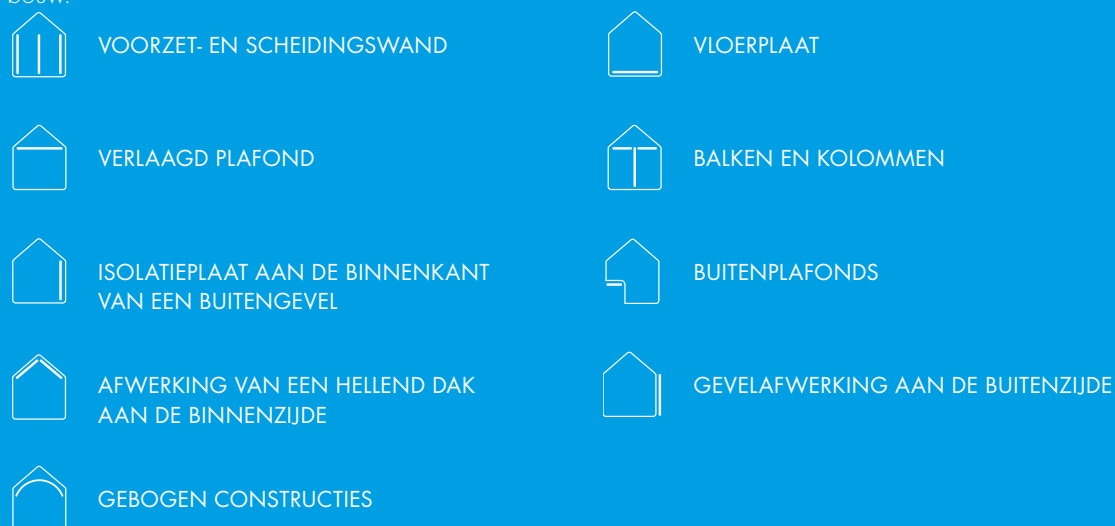 bouw.
VOORZET- EN SCHEIDINGSWAND
VERLAAGD PLAFOND
ISOLATIEPLAAT AAN DE BINNENKANT
VAN EEN BUITENGEVEL
AFWERKING VAN EEN HELLEND DAK
AAN DE BINNENZIJDE
GEBOGEN CONSTRUCTIES
VLOERPLAAT
BALKEN EN KOLOMMEN
BUITENPLAFONDS
GEVELAFWERKING AAN DE BUITENZIJDE